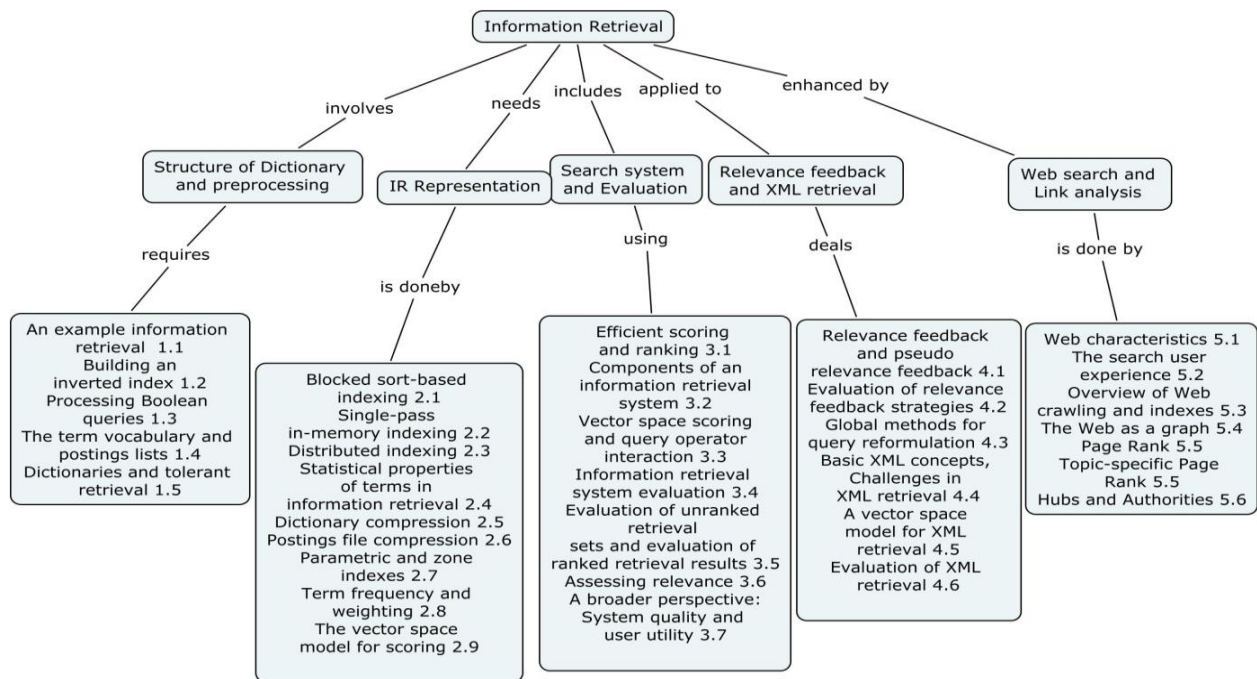 Information Retrieval
involves
needs
includes
applied to
enhanced by
Structure of Dictionary
and preprocessing
IR Representation
Search system
and Evaluation
Relevance feedback
and XML retrieval
Web search and
Link analysis
requires
is doneby
using
deals
is done by
An example information
retrieval 1.1
Building an
inverted index 1.2
Processing Boolean
queries 1.3
The term vocabulary and
postings lists 1.4
Dictionaries and tolerant
retrieval 1.5
Blocked sort-based
indexing 2.1
Single-pass
in-memory indexing 2.2
Distributed indexing 2.3
Statistical properties
of terms in
information retrieval 2.4
Dictionary compression 2.5
Postings file compression 2.6
Parametric and zone
indexes 2.7
Term frequency and
weighting 2.8
The vector space
model for scoring 2.9
Efficient scoring
and ranking 3.1
Components of an
information retrieval
system 3.2
Vector space scoring
and query operator
interaction 3.3
Information retrieval
system evaluation 3.4
Evaluation of unranked
retrieval
sets and evaluation of
ranked retrieval results 3.5
Assessing relevance 3.6
A broader perspective:
System quality and
user utility 3.7
Relevance feedback
and pseudo
relevance feedback 4.1
Evaluation of relevance
feedback strategies 4.2
Global methods for
query reformulation 4.3
Basic XML concepts,
Challenges in
XML retrieval 4.4
A vector space
model for XML
retrieval 4.5
Evaluation of XML
retrieval 4.6
Web characteristics 5.1
The search user
experience 5.2
Overview of Web
crawling and indexes 5.3
The Web as a graph 5.4
Page Rank 5.5
Topic-specific Page
Rank 5.5
Hubs and Authorities 5.6